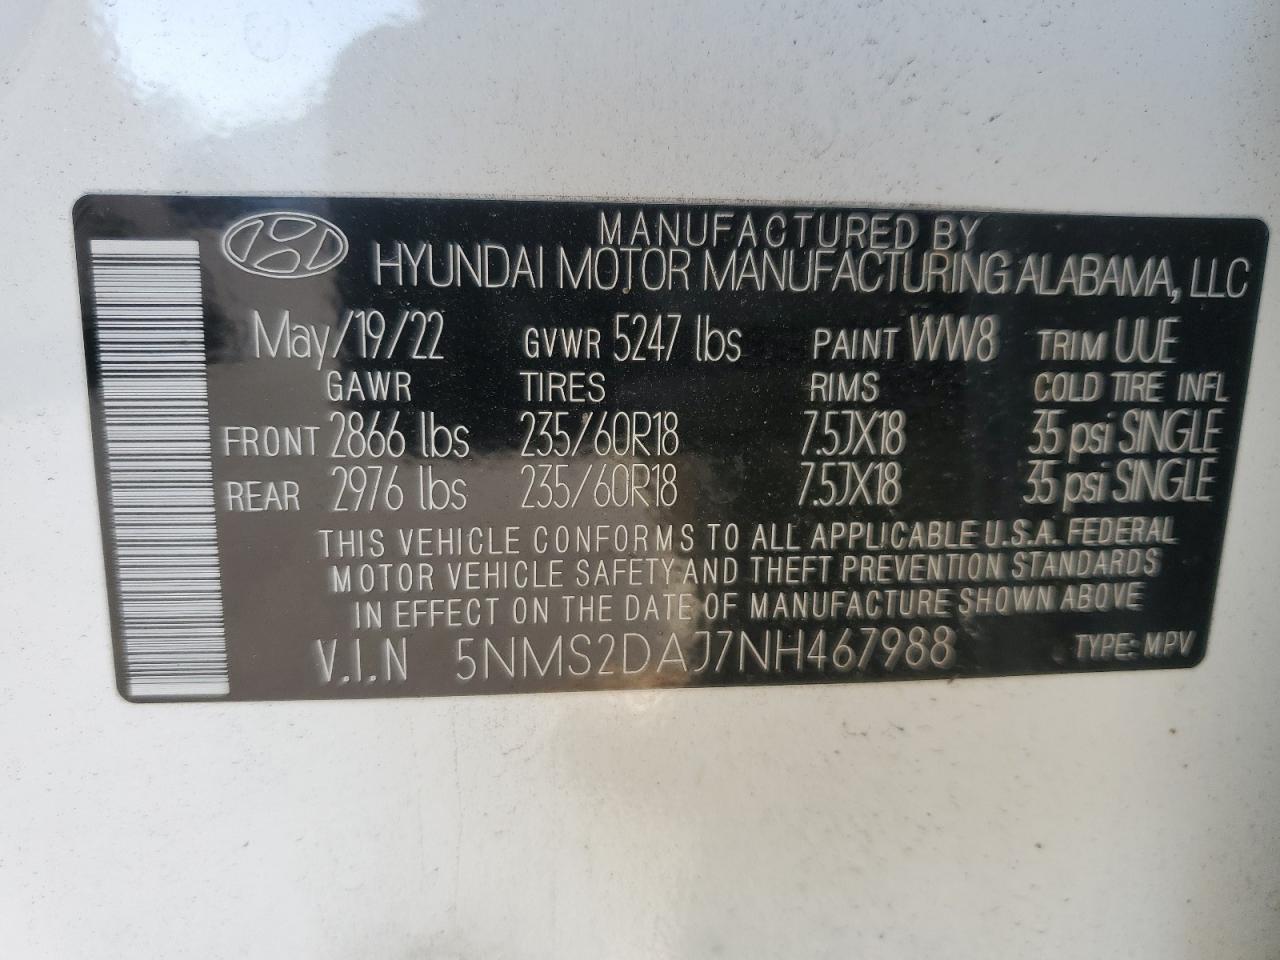 MANUFACTURED BY
HYUNDAI MOTOR MANUFACTURING ALABAMA, LLC
May/19/22 GVWR 5247 lbs PAINT WW8 TRIM UUE
GAWR TIRES RIMS COLD TIRE INFL
FRONT 2866 lbs 235/60R18 7.5JX18 35 psi SINGLE
REAR 2976 lbs 235/60R18 7.5JX18 35 psi SINGLE
THIS VEHICLE CONFORMS TO ALL APPLICABLE U.S.A. FEDERAL
MOTOR VEHICLE SAFETY AND THEFT PREVENTION STANDARDS
IN EFFECT ON THE DATE OF MANUFACTURE SHOWN ABOVE
V.I.N 5NMS2DAJ7NH467988 TYPE: MPV